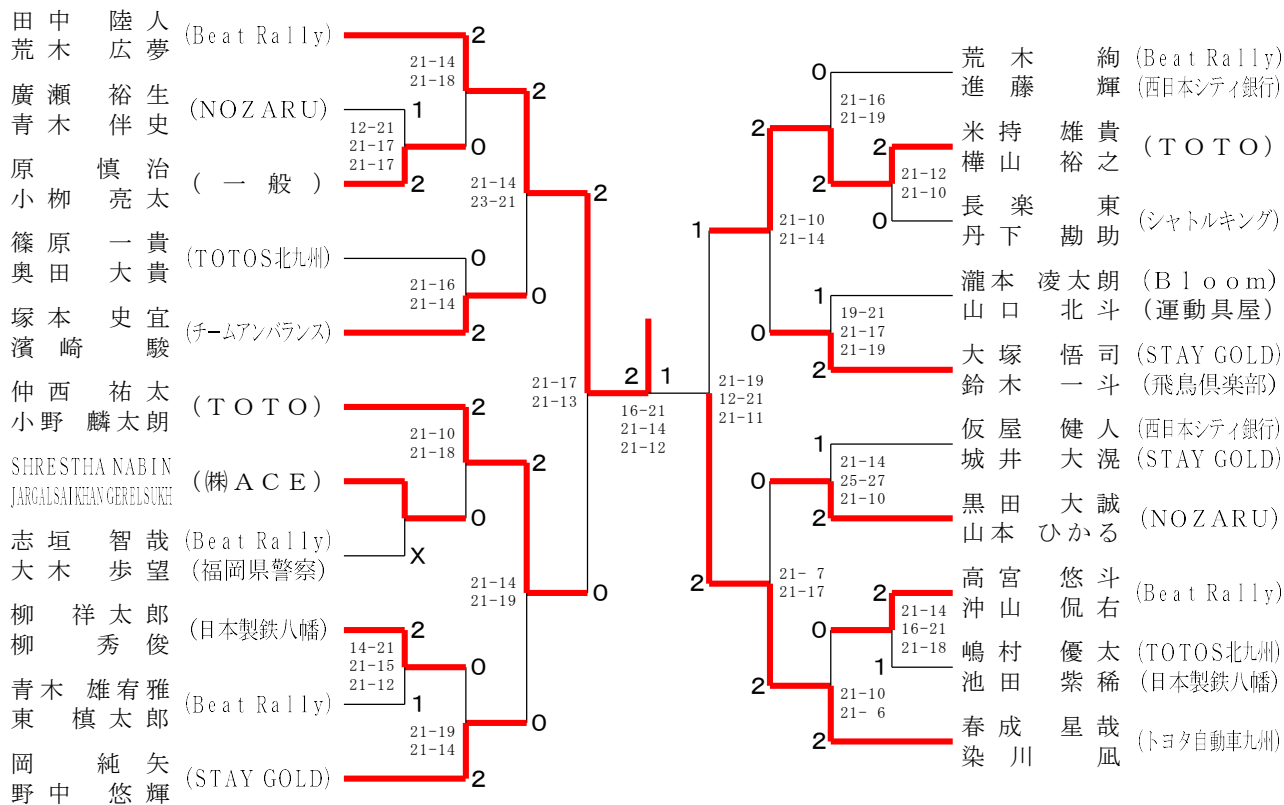 田中 陸人
荒木 広夢
(Beat Rally)
2
21-14
21-18
2
廣瀬 裕生
青木 伴史
(NOZARU)
1
12-21
21-17
21-17
0
原 慎治
小栁 亮太
(一般)
2
21-14
23-21
2
篠原 一貴
奥田 大貴
(TOTOS北九州)
0
21-16
21-14
0
塚本 史宜
濱崎 駿
(チームアンバランス)
2
21-17
21-13
仲西 祐太
小野 麟太朗
(TOTO)
2
21-10
21-18
2
SHRESTHA NABIN
JARGALSAIKHAN GERELSUKH
(㈱ACE)
0
志垣 智哉
大木 歩望
(Beat Rally)
(福岡県警察)
X
21-14
21-19
0
柳 祥太郎
柳 秀俊
(日本製鉄八幡)
2
14-21
21-15
21-12
0
青木 雄宥雅
東 槙太郎
(Beat Rally)
1
21-19
21-14
0
岡 純矢
野中 悠輝
(STAY GOLD)
2
2 1
16-21
21-14
21-12
荒木 絢
進藤 輝
(Beat Rally)
(西日本シティ銀行)
0
21-16
21-19
2
米持 雄貴
樺山 裕之
(TOTO)
2
21-12
21-10
2
長楽 東
丹下 勘助
(シャトルキング)
0
21-10
21-14
1
瀧本 凌太朗
山口 北斗
(Bloom)
(運動具屋)
1
19-21
21-17
21-19
0
大塚 悟司
鈴木 一斗
(STAY GOLD)
(飛鳥倶楽部)
2
21-19
12-21
21-11
仮屋 健人
城井 大滉
(西日本シティ銀行)
(STAY GOLD)
1
21-14
25-27
21-10
0
黒田 大誠
山本 ひかる
(NOZARU)
2
21- 7
21-17
2
高宮 悠斗
沖山 侃右
(Beat Rally)
2
21-14
16-21
21-18
0
嶋村 優太
池田 紫稀
(TOTOS北九州)
(日本製鉄八幡)
1
21-10
21- 6
2
春成 星哉
染川 凪
(トヨタ自動車九州)
2